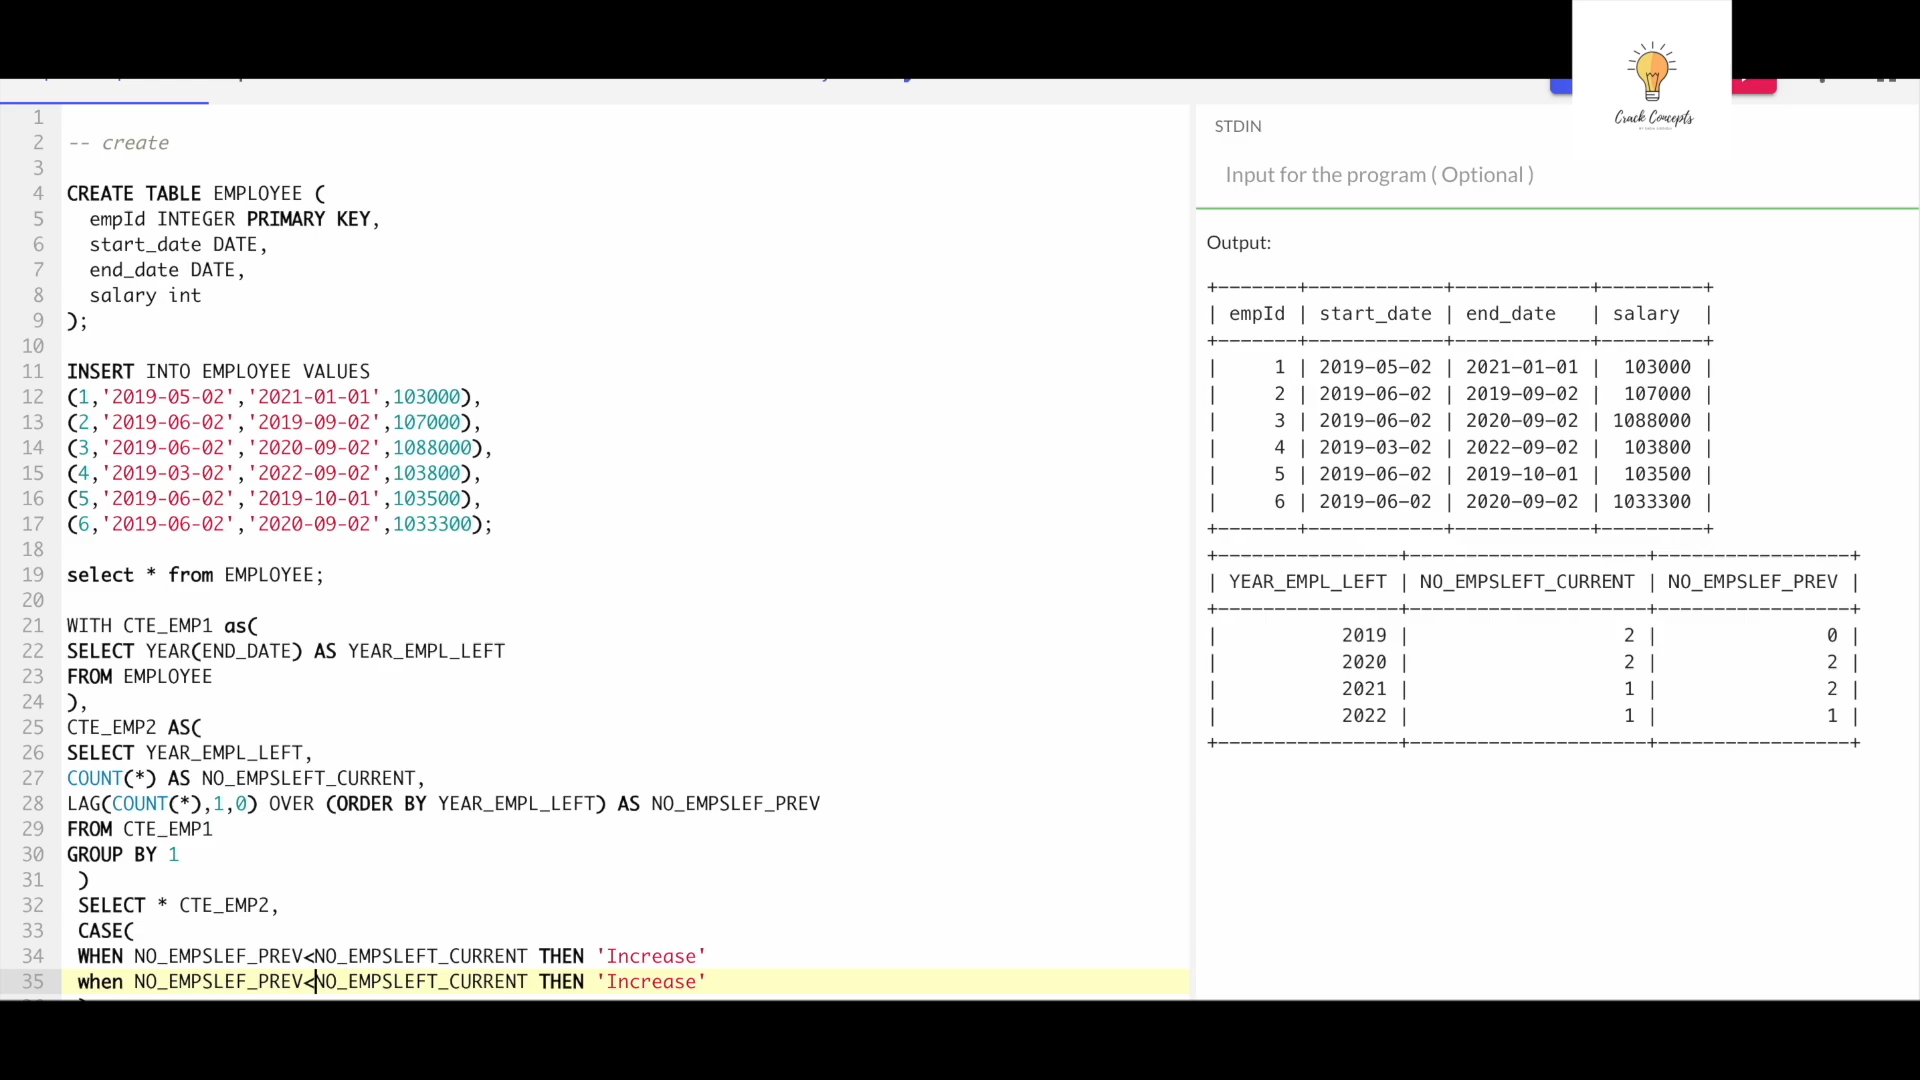 Crack Concepts
1
2 -- create
3
4 CREATE TABLE EMPLOYEE (
5 empId INTEGER PRIMARY KEY,
6 start_date DATE,
7 end_date DATE,
8 salary int
9 );
10
11 INSERT INTO EMPLOYEE VALUES
12 (1,'2019-05-02','2021-01-01',103000),
13 (2,'2019-06-02','2019-09-02',107000),
14 (3,'2019-06-02','2020-09-02',1088000),
15 (4,'2019-03-02','2022-09-02',103800),
16 (5,'2019-06-02','2019-10-01',103500),
17 (6,'2019-06-02','2020-09-02',1033300);
18
19 select * from EMPLOYEE;
20
21 WITH CTE_EMP1 as(
22 SELECT YEAR(END_DATE) AS YEAR_EMPL_LEFT
23 FROM EMPLOYEE
24 ),
25 CTE_EMP2 AS(
26 SELECT YEAR_EMPL_LEFT,
27 COUNT(*) AS NO_EMPSLEFT_CURRENT,
28 LAG(COUNT(*),1,0) OVER (ORDER BY YEAR_EMPL_LEFT) AS NO_EMPSLEF_PREV
29 FROM CTE_EMP1
30 GROUP BY 1
31 )
32 SELECT * CTE_EMP2,
33 CASE(
34 WHEN NO_EMPSLEF_PREV<NO_EMPSLEFT_CURRENT THEN 'Increase'
35 when NO_EMPSLEF_PREV<NO_EMPSLEFT_CURRENT THEN 'Increase'
STDIN
Input for the program ( Optional )
Output:
+-------+------------+------------+---------+
| empId | start_date | end_date | salary |
+-------+------------+------------+---------+
| 1 | 2019-05-02 | 2021-01-01 | 103000 |
| 2 | 2019-06-02 | 2019-09-02 | 107000 |
| 3 | 2019-06-02 | 2020-09-02 | 1088000 |
| 4 | 2019-03-02 | 2022-09-02 | 103800 |
| 5 | 2019-06-02 | 2019-10-01 | 103500 |
| 6 | 2019-06-02 | 2020-09-02 | 1033300 |
+-------+------------+------------+---------+
+----------------+---------------------+-----------------+
| YEAR_EMPL_LEFT | NO_EMPSLEFT_CURRENT | NO_EMPSLEF_PREV |
+----------------+---------------------+-----------------+
| 2019 | 2 | 0 |
| 2020 | 2 | 2 |
| 2021 | 1 | 2 |
| 2022 | 1 | 1 |
+----------------+---------------------+-----------------+